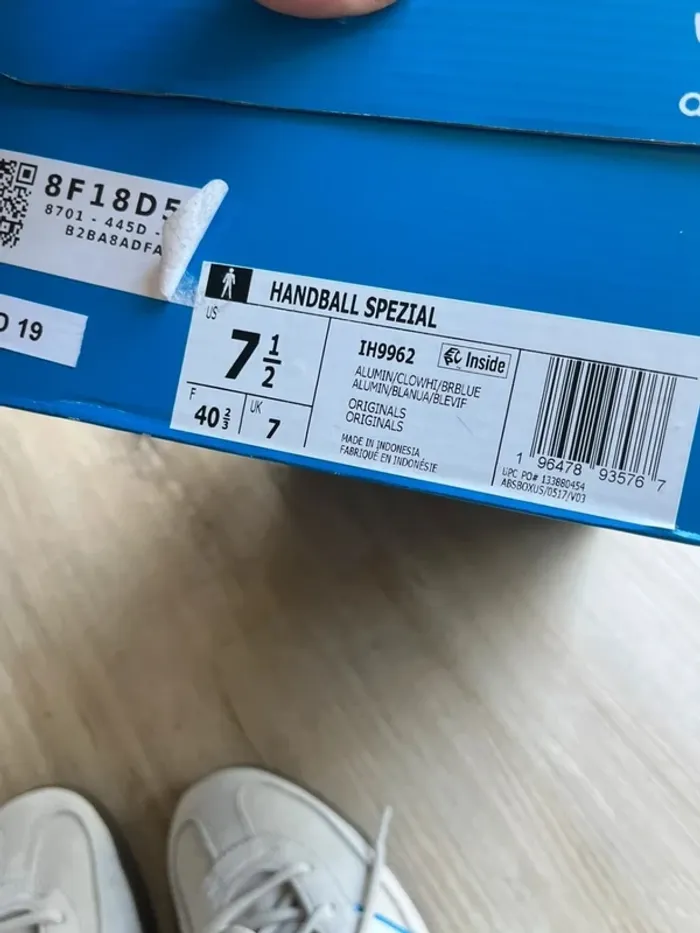 8F18D5
8701 - 445D -
B2BA8ADFA
D 19
HANDBALL SPEZIAL
US
7 1/2
F
40 2/3
UK
7
IH9962
Inside
ALUMIN/CLOWHI/BRBLUE
ALUMIN/BLANUA/BLEVIF
ORIGINALS
ORIGINALS
MADE IN INDONESIA
FABRIQUÉ EN INDONÉSIE
1 96478 93576 7
UPC PO# 133880454
ABSBOXUS/0517/V03